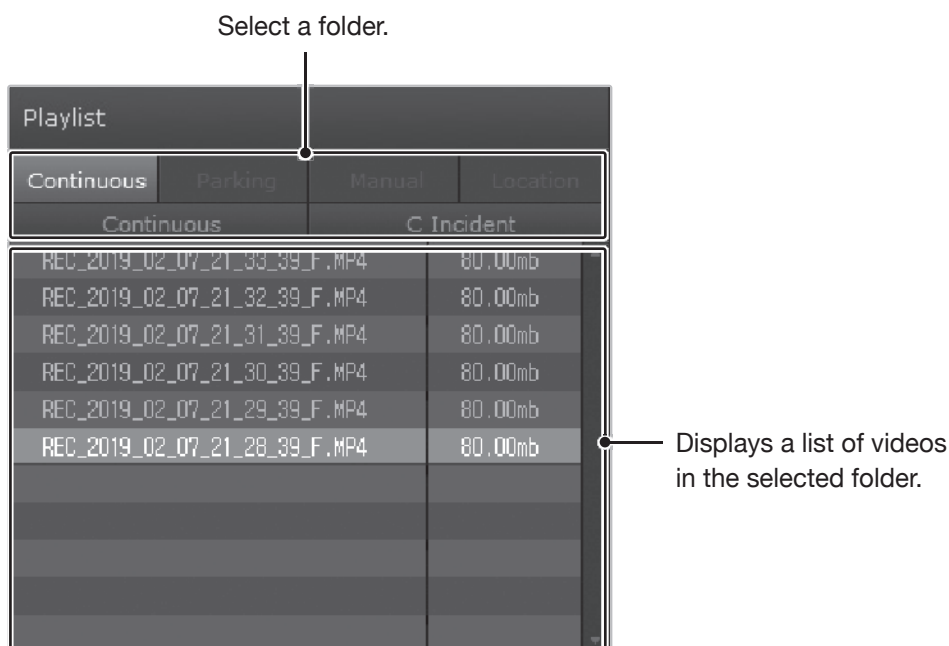 Select a folder.
Playlist
Continuous Parking Manual Location
Continuous C Incident
REC_2019_02_07_21_33_39_F.MP4 80.00mb
REC_2019_02_07_21_32_39_F.MP4 80.00mb
REC_2019_02_07_21_31_39_F.MP4 80.00mb
REC_2019_02_07_21_30_39_F.MP4 80.00mb
REC_2019_02_07_21_29_39_F.MP4 80.00mb
REC_2019_02_07_21_28_39_F.MP4 80.00mb
Displays a list of videos
in the selected folder.